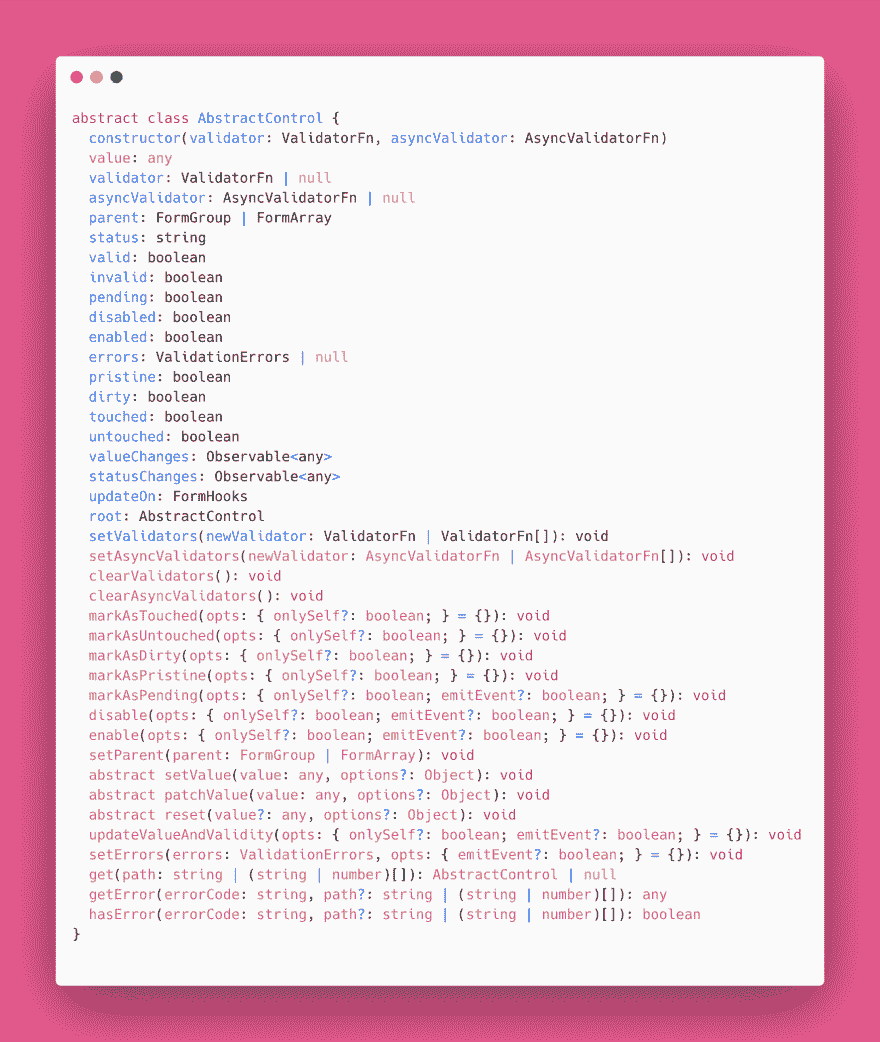 abstract class AbstractControl {
constructor(validator: ValidatorFn, asyncValidator: AsyncValidatorFn)
value: any
validator: ValidatorFn | null
asyncValidator: AsyncValidatorFn | null
parent: FormGroup | FormArray
status: string
valid: boolean
invalid: boolean
pending: boolean
disabled: boolean
enabled: boolean
errors: ValidationErrors | null
pristine: boolean
dirty: boolean
touched: boolean
untouched: boolean
valueChanges: Observable<any>
statusChanges: Observable<any>
updateOn: FormHooks
root: AbstractControl
setValidators(newValidator: ValidatorFn | ValidatorFn[]): void
setAsyncValidators(newValidator: AsyncValidatorFn | AsyncValidatorFn[]): void
clearValidators(): void
clearAsyncValidators(): void
markAsTouched(opts: { onlySelf?: boolean; } = {}): void
markAsUntouched(opts: { onlySelf?: boolean; } = {}): void
markAsDirty(opts: { onlySelf?: boolean; } = {}): void
markAsPristine(opts: { onlySelf?: boolean; } = {}): void
markAsPending(opts: { onlySelf?: boolean; emitEvent?: boolean; } = {}): void
disable(opts: { onlySelf?: boolean; emitEvent?: boolean; } = {}): void
enable(opts: { onlySelf?: boolean; emitEvent?: boolean; } = {}): void
setParent(parent: FormGroup | FormArray): void
abstract setValue(value: any, options?: Object): void
abstract patchValue(value: any, options?: Object): void
abstract reset(value?: any, options?: Object): void
updateValueAndValidity(opts: { onlySelf?: boolean; emitEvent?: boolean; } = {}): void
setErrors(errors: ValidationErrors, opts: { emitEvent?: boolean; } = {}): void
get(path: string | (string | number)[]): AbstractControl | null
getError(errorCode: string, path?: string | (string | number)[]): any
hasError(errorCode: string, path?: string | (string | number)[]): boolean
}